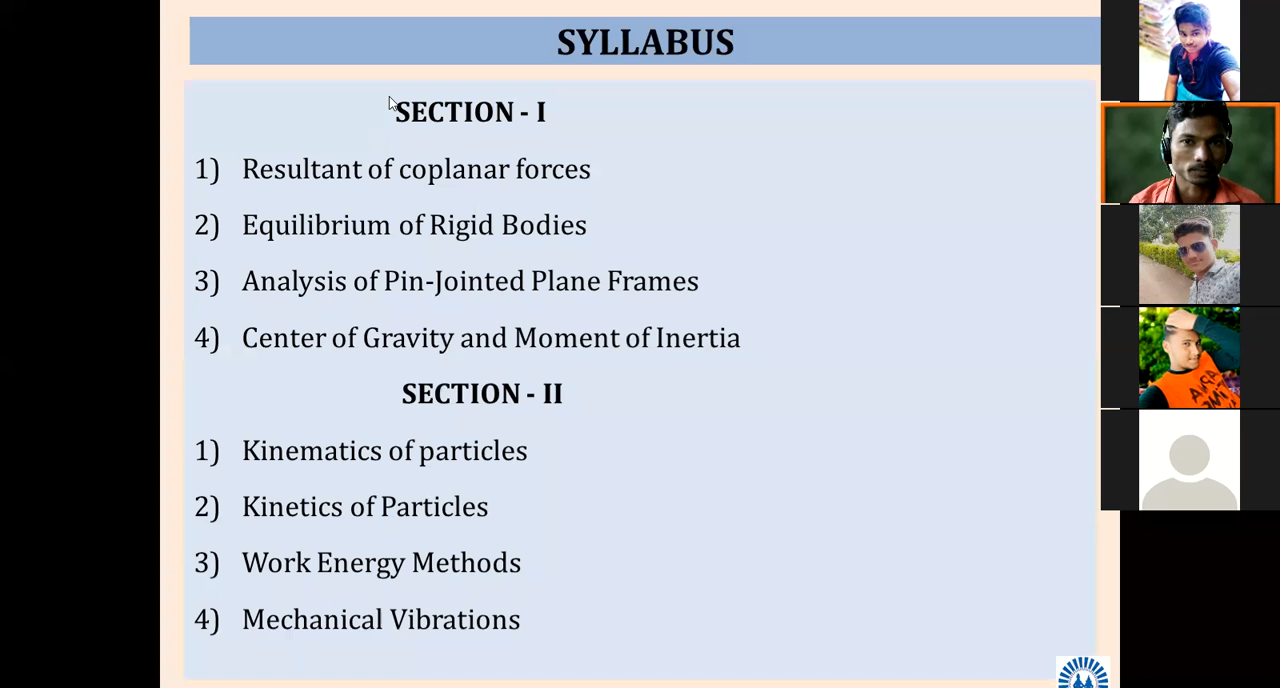 SYLLABUS
SECTION - I
1) Resultant of coplanar forces
2) Equilibrium of Rigid Bodies
3) Analysis of Pin-Jointed Plane Frames
4) Center of Gravity and Moment of Inertia
SECTION - II
1) Kinematics of particles
2) Kinetics of Particles
3) Work Energy Methods
4) Mechanical Vibrations